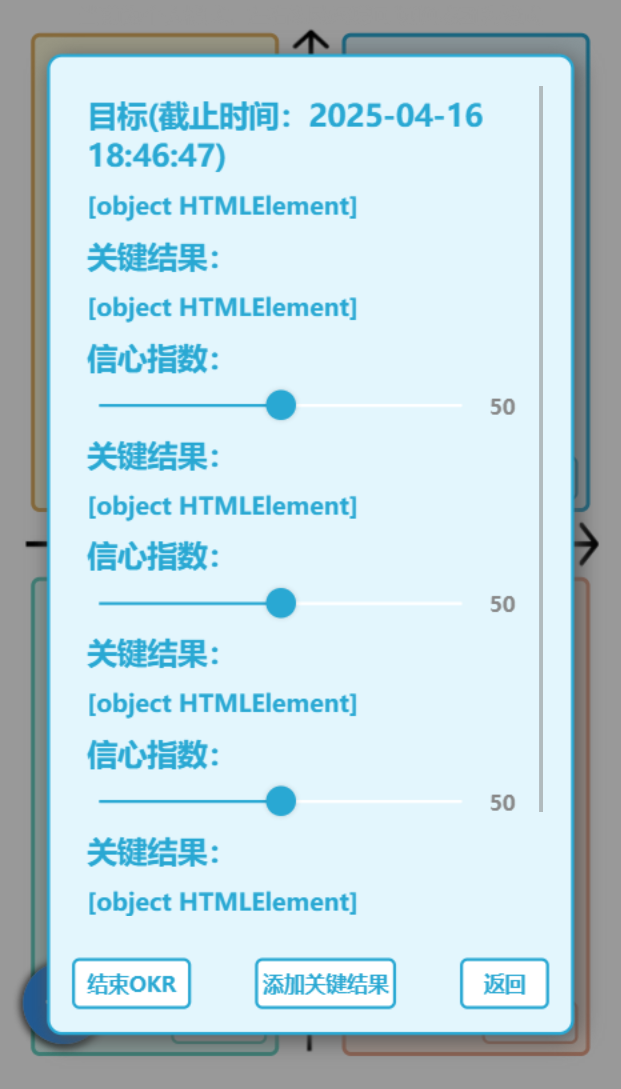 目标(截止时间：2025-04-16
18:46:47)
[object HTMLElement]
关键结果：
[object HTMLElement]
信心指数：
50
关键结果：
[object HTMLElement]
信心指数：
50
关键结果：
[object HTMLElement]
信心指数：
50
关键结果：
[object HTMLElement]
结束OKR 添加关键结果 返回